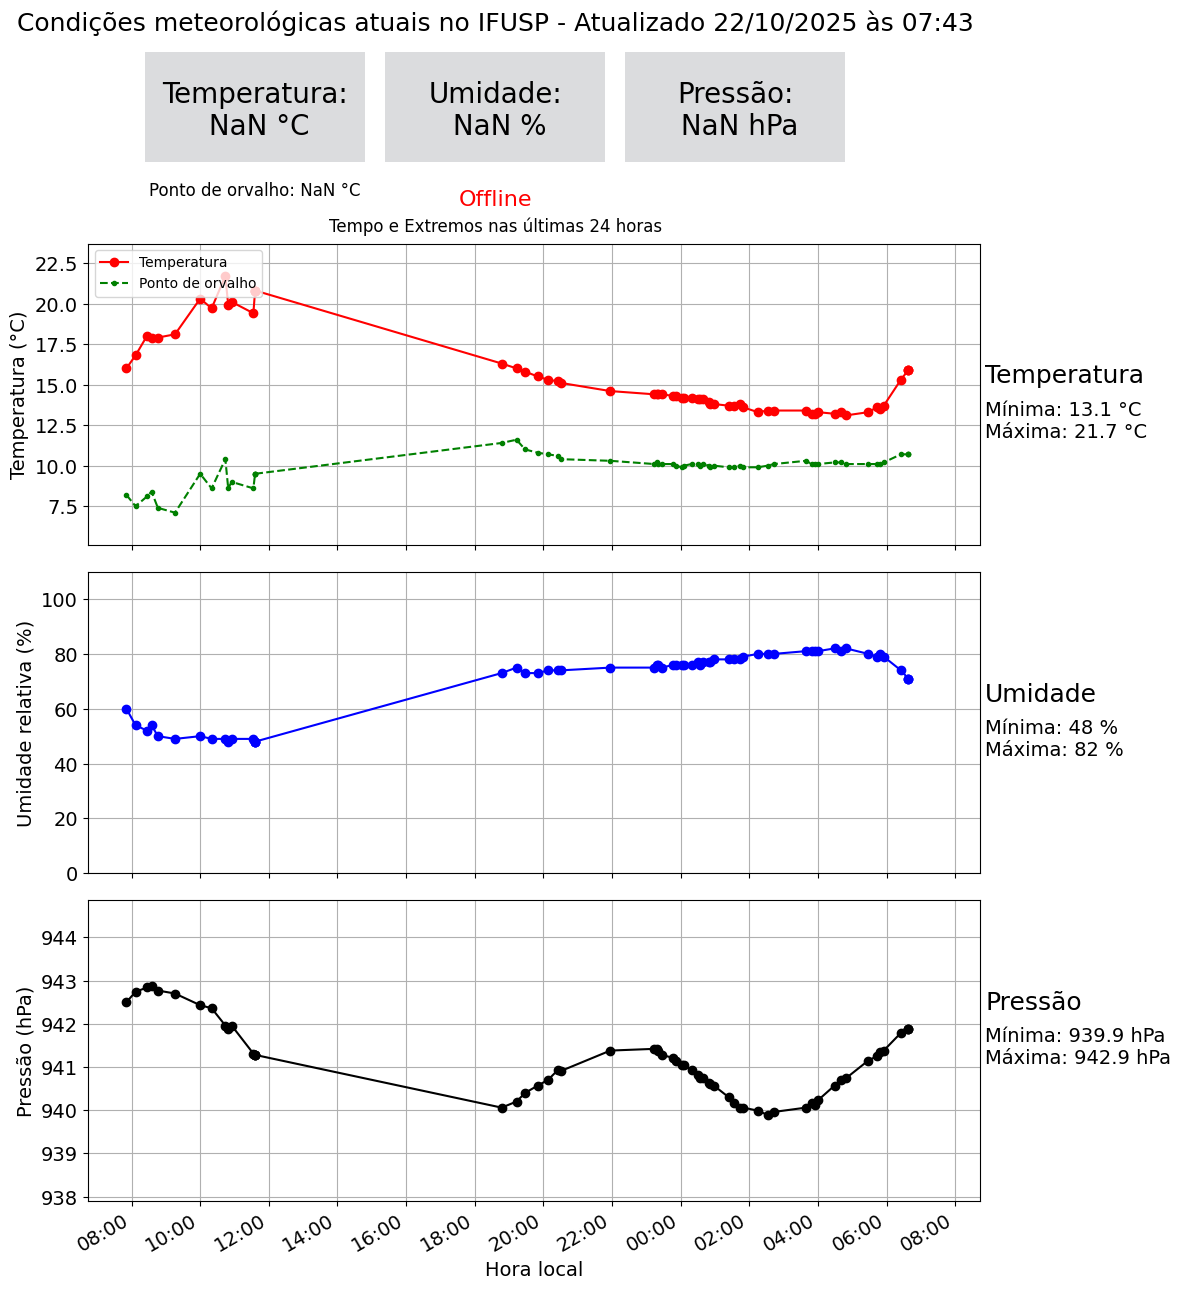 Condições meteorológicas atuais no IFUSP - Atualizado 22/10/2025 às 07:43
Temperatura:
NaN °C
Umidade:
NaN %
Pressão:
NaN hPa
Ponto de orvalho: NaN °C
Offline
Tempo e Extremos nas últimas 24 horas
Temperatura
Ponto de orvalho
Temperatura (°C)
22.5
20.0
17.5
15.0
12.5
10.0
7.5
Temperatura
Mínima: 13.1 °C
Máxima: 21.7 °C
Umidade relativa (%)
100
80
60
40
20
0
Umidade
Mínima: 48 %
Máxima: 82 %
Pressão (hPa)
944
943
942
941
940
939
938
Pressão
Mínima: 939.9 hPa
Máxima: 942.9 hPa
08:00
10:00
12:00
14:00
16:00
18:00
20:00
22:00
00:00
02:00
04:00
06:00
08:00
Hora local